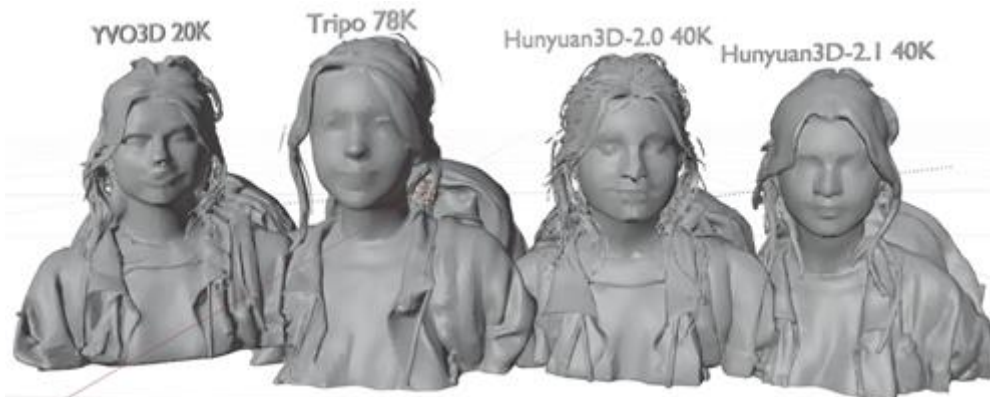 YVO3D 20K
Tripo 78K
Hunyuan3D-2.0 40K
Hunyuan3D-2.1 40K